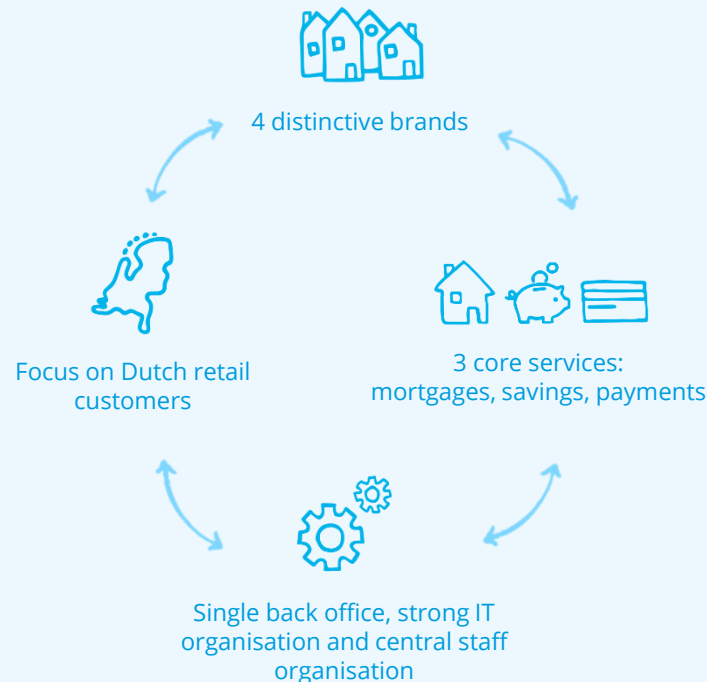 4 distinctive brands
Focus on Dutch retail
customers
3 core services:
mortgages, savings, payments
Single back office, strong IT
organisation and central staff
organisation